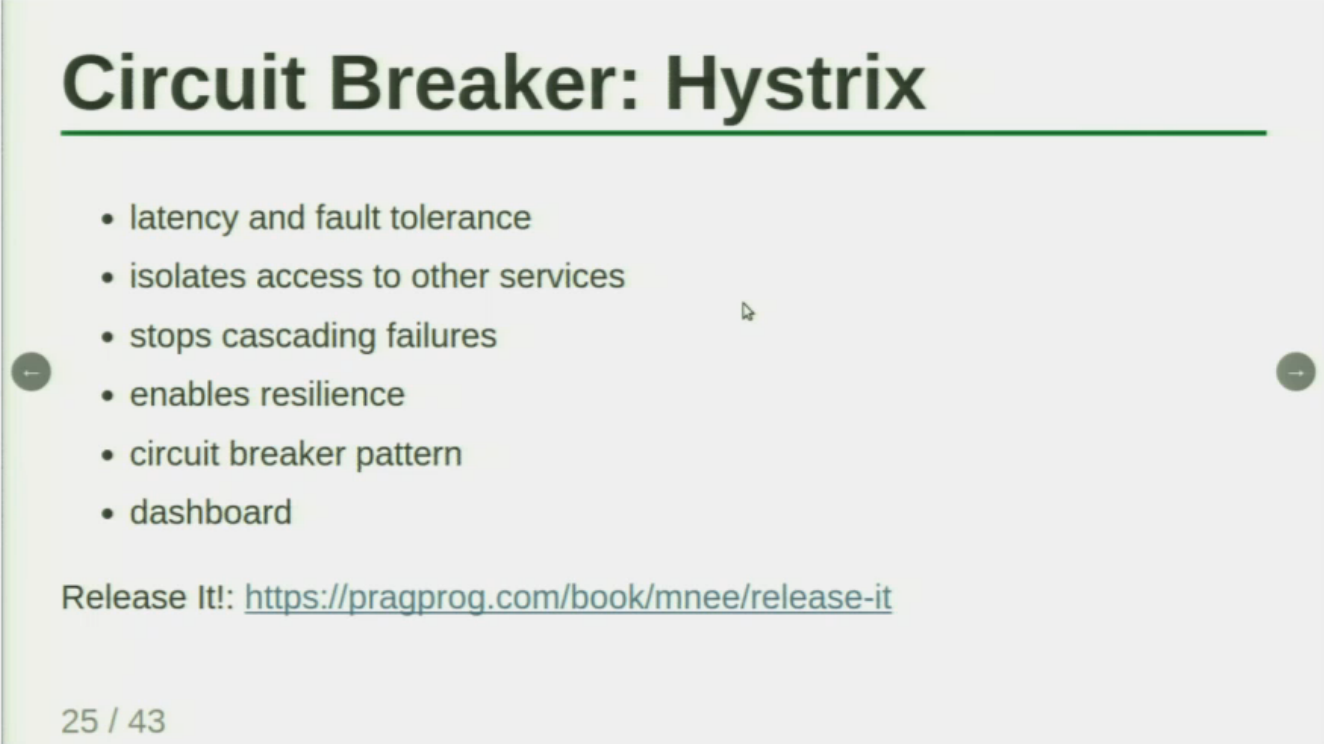 Circuit Breaker: Hystrix
• latency and fault tolerance
• isolates access to other services
• stops cascading failures
• enables resilience
• circuit breaker pattern
• dashboard
←
→
Release It!: https://pragprog.com/book/mnee/release-it
25 / 43